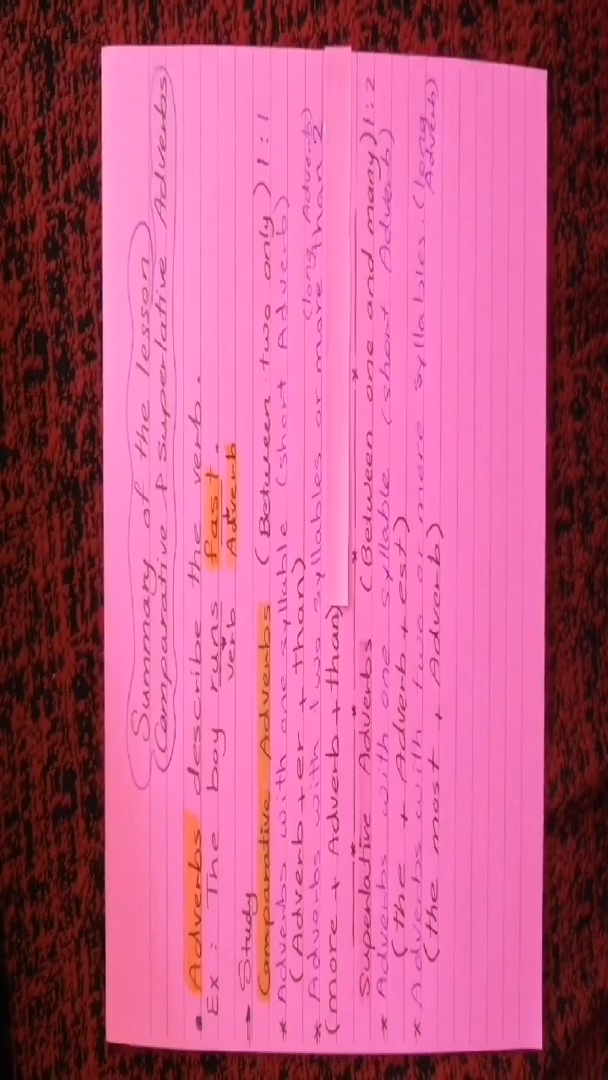 Summary of the lesson
Comparative & superlative Adverbs
• Adverbs describe the verb.
Ex : The boy runs fast.
verb Adverb
- Study
Comparative Adverbs (Between two only) 1:1
* Adverbs with one syllable (short Adverb)
(Adverb + er + than)
(long Adverb)
* Adverbs with two syllables or more than 2
(more + Adverb + than)
Superlative Adverbs (Between one and many) 1:2
* Adverbs with one syllable (short Adverb)
(the + Adverb + est)
* Adverbs with two or more syllables. (long Adverb)
(the most + Adverb)